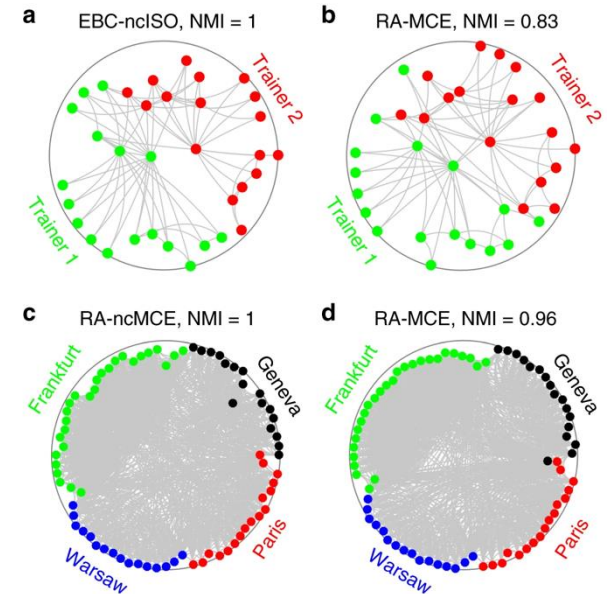 a
EBC-ncISO, NMI = 1
Trainer 2
Trainer 1
b
RA-MCE, NMI = 0.83
Trainer 2
Trainer 1
c
RA-ncMCE, NMI = 1
Frankfurt
Geneva
Warsaw
Paris
d
RA-MCE, NMI = 0.96
Frankfurt
Geneva
Warsaw
Paris